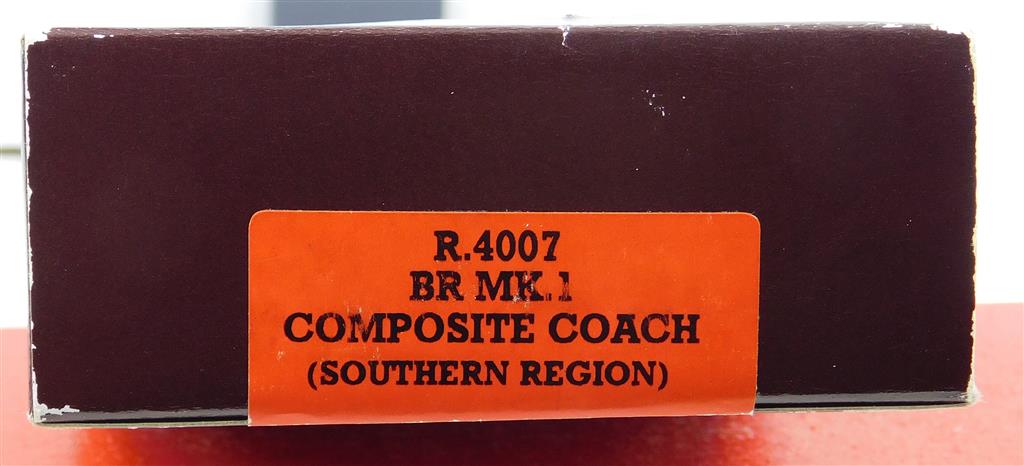 R.4007
BR MK.1
COMPOSITE COACH
(SOUTHERN REGION)